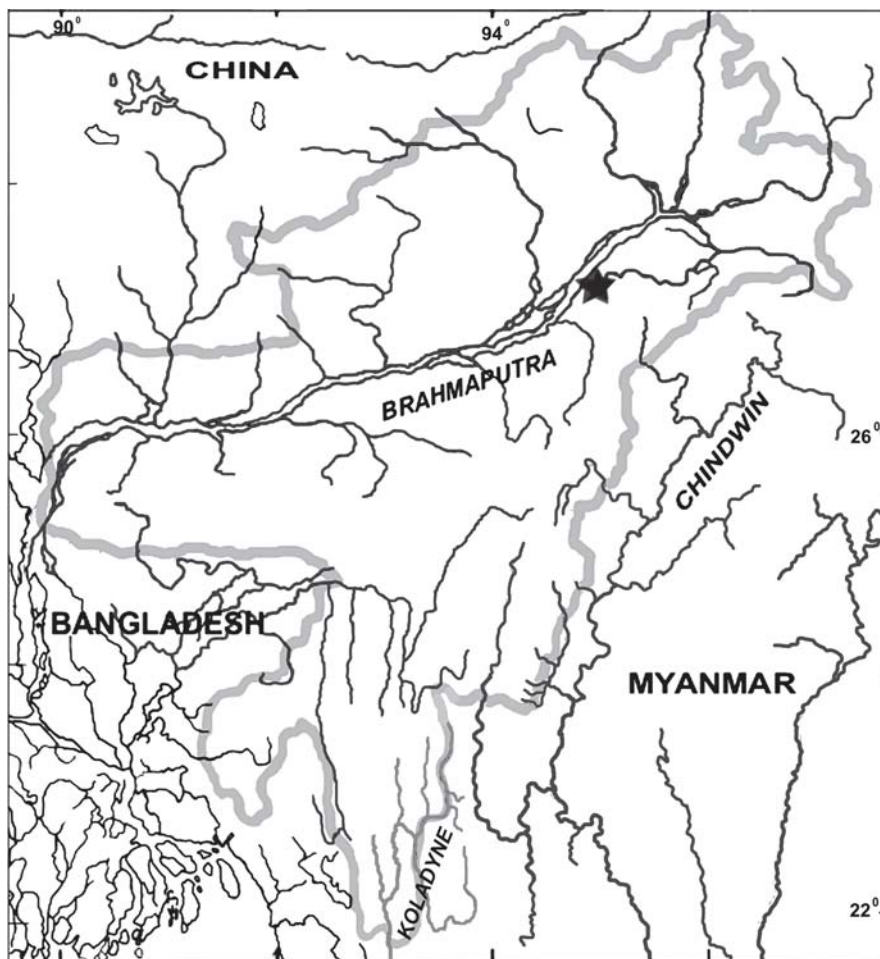 90°
94°
CHINA
BRAHMAPUTRA
26°
CHINDWIN
BANGLADESH
MYANMAR
KOLADYNE
22°